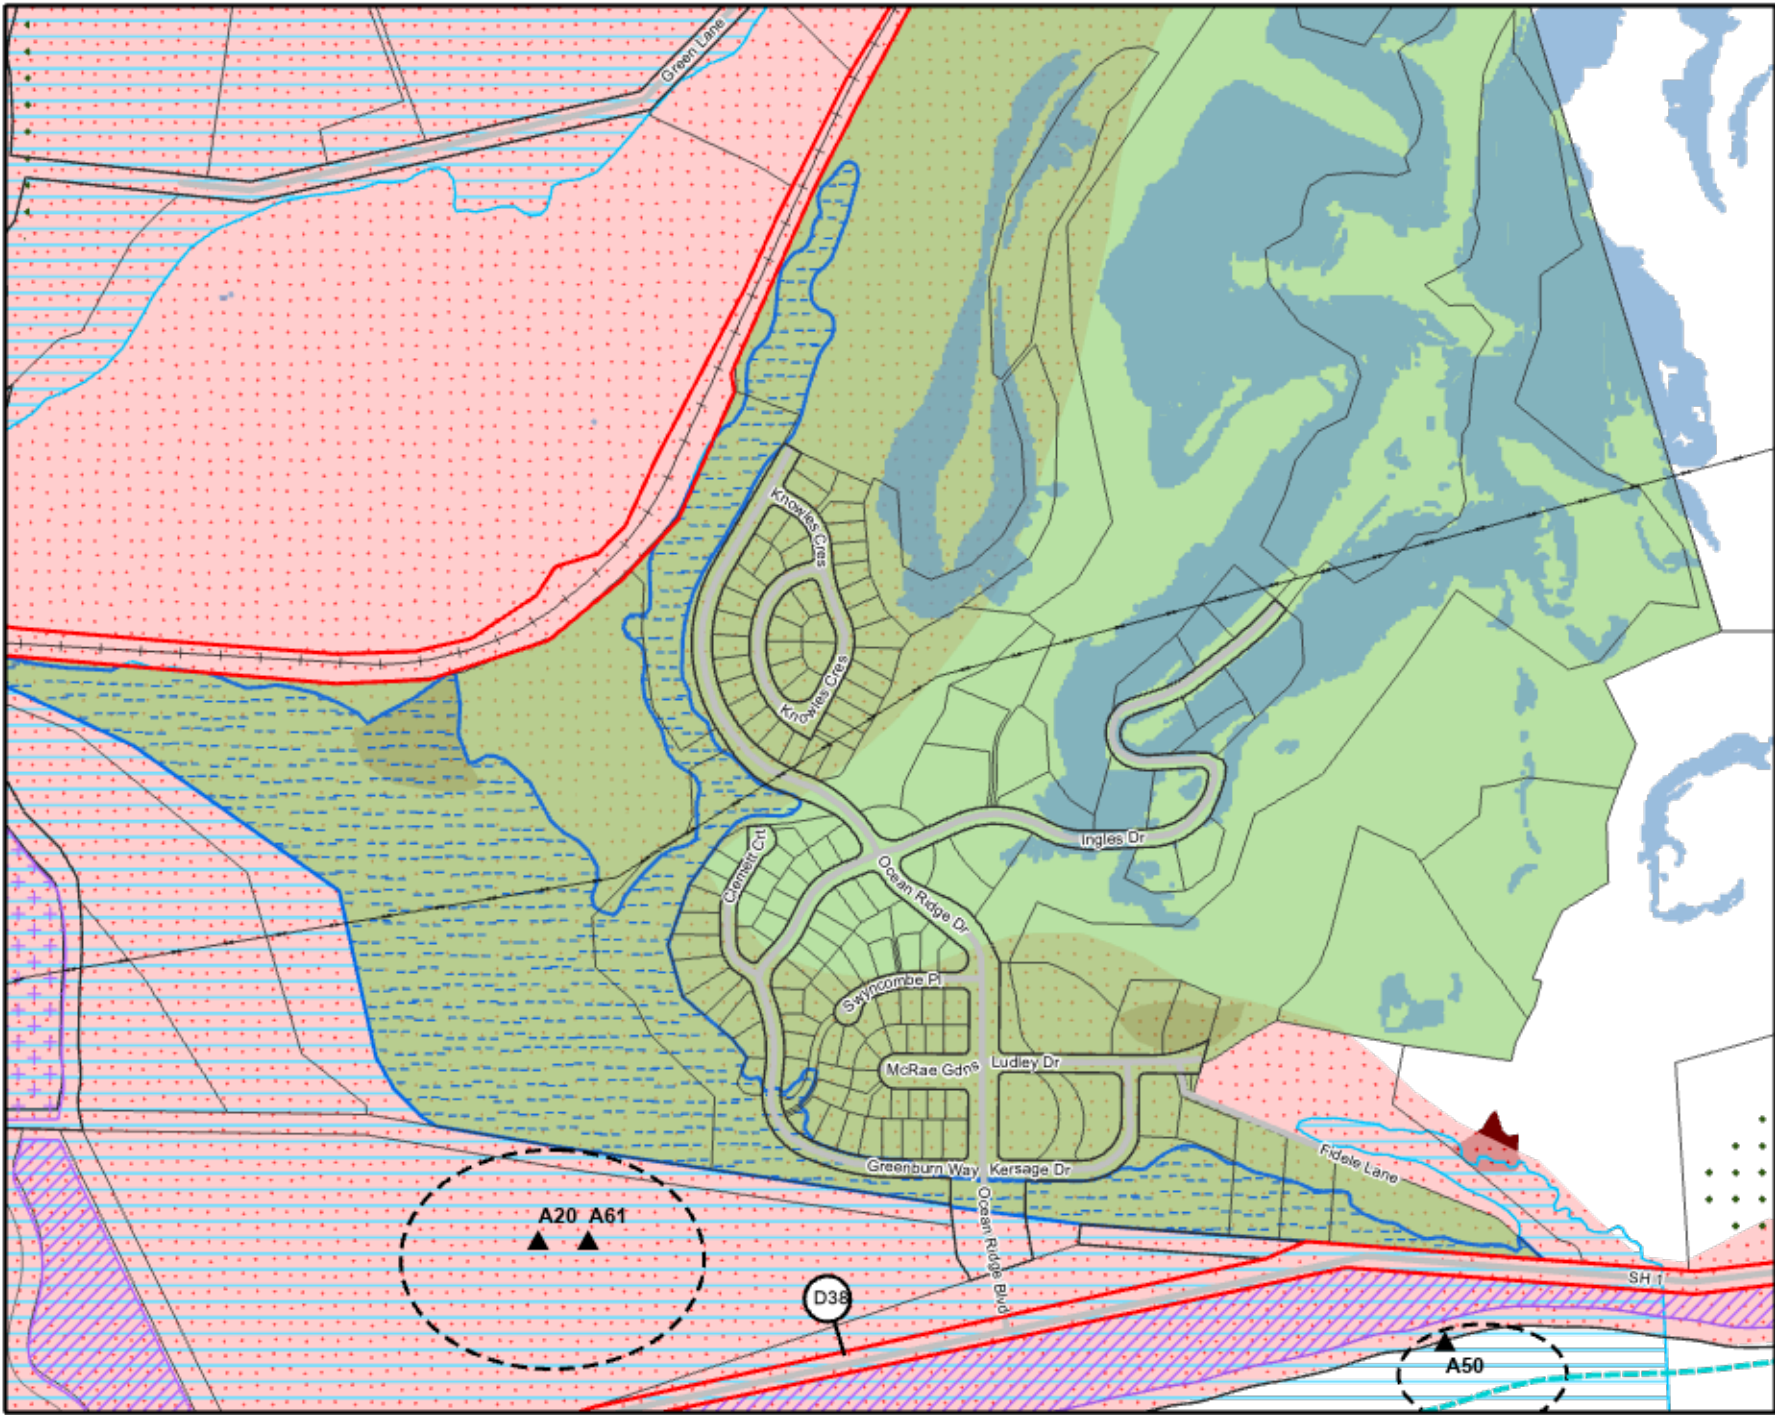 Green Lane
Knowles Cres
Knowles Cres
Ingles Dr
Clemett Crt
Ocean Ridge Dr
Swyncombe Pl
McRae Gdns
Ludley Dr
Greenburn Way
Kersage Dr
Fidele Lane
Ocean Ridge Blvd
A20
A61
D38
SH 1
A50